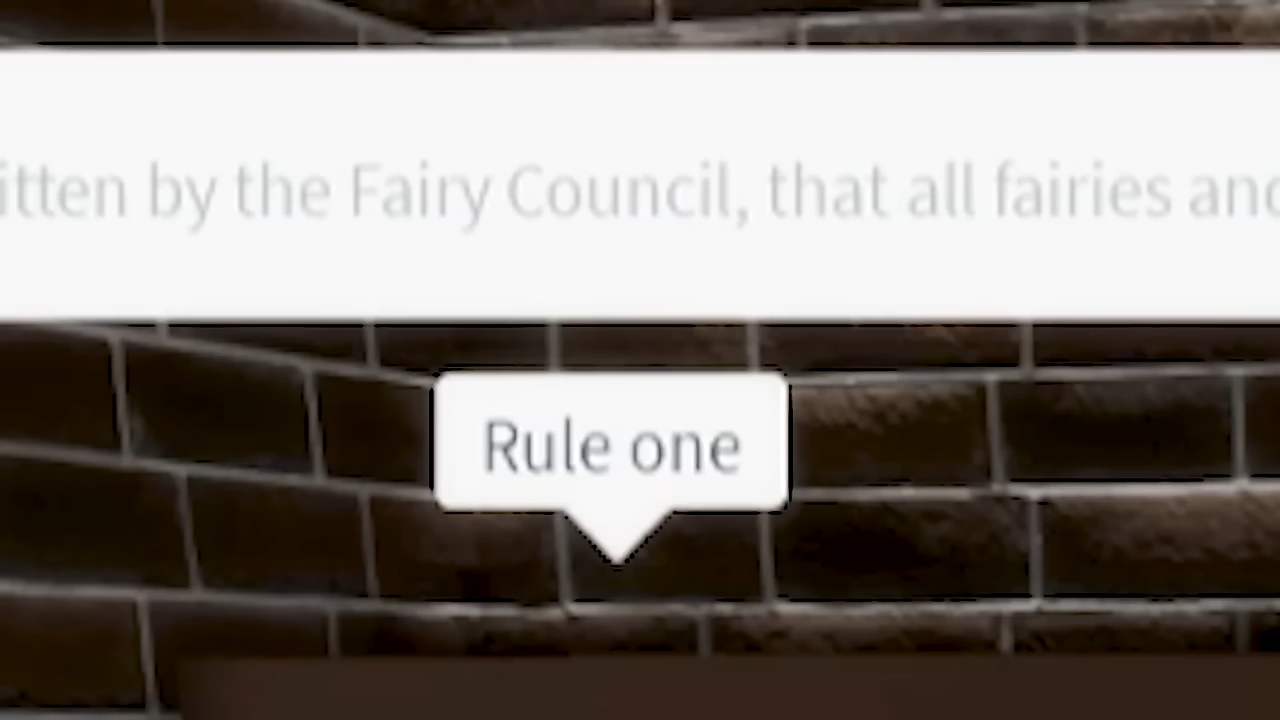 itten by the Fairy Council, that all fairies and
Rule one